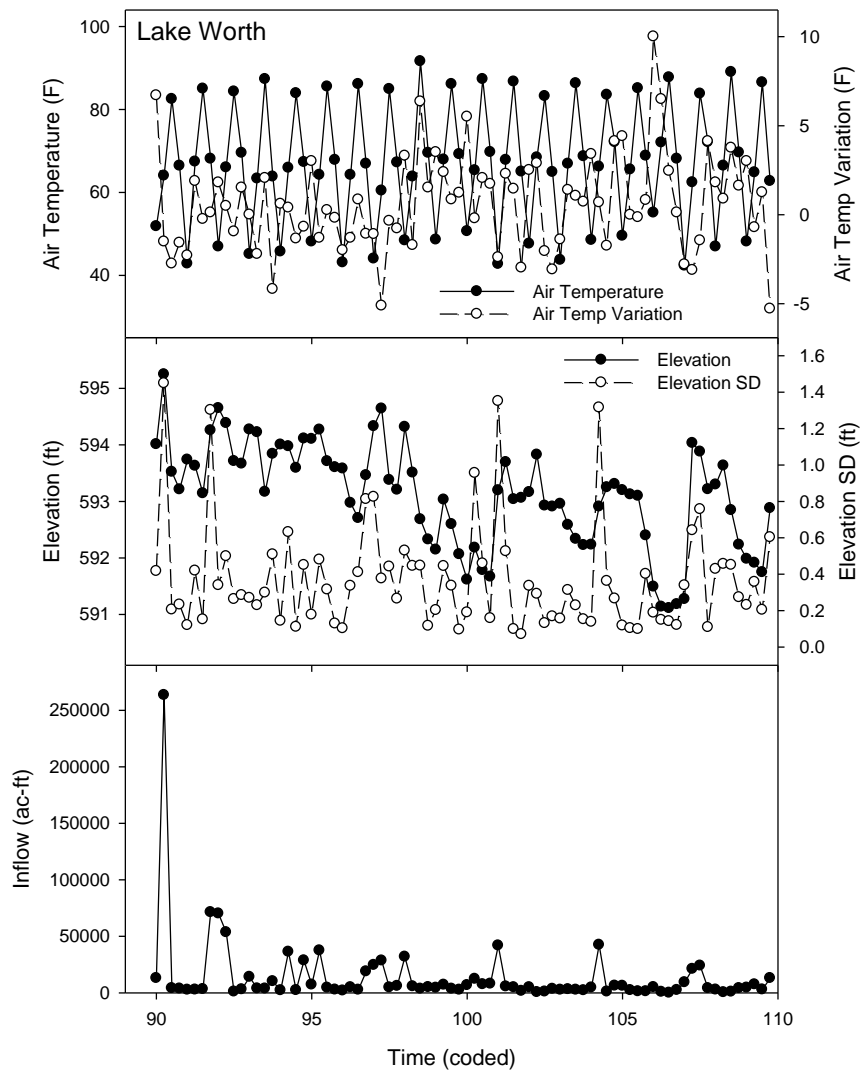 Lake Worth
100
80
60
40
Air Temperature (F)
10
5
0
-5
Air Temp Variation (F)
Air Temperature
Air Temp Variation
595
594
593
592
591
Elevation (ft)
1.6
1.4
1.2
1.0
0.8
0.6
0.4
0.2
0.0
Elevation SD (ft)
Elevation
Elevation SD
250000
200000
150000
100000
50000
0
Inflow (ac-ft)
90 95 100 105 110
Time (coded)